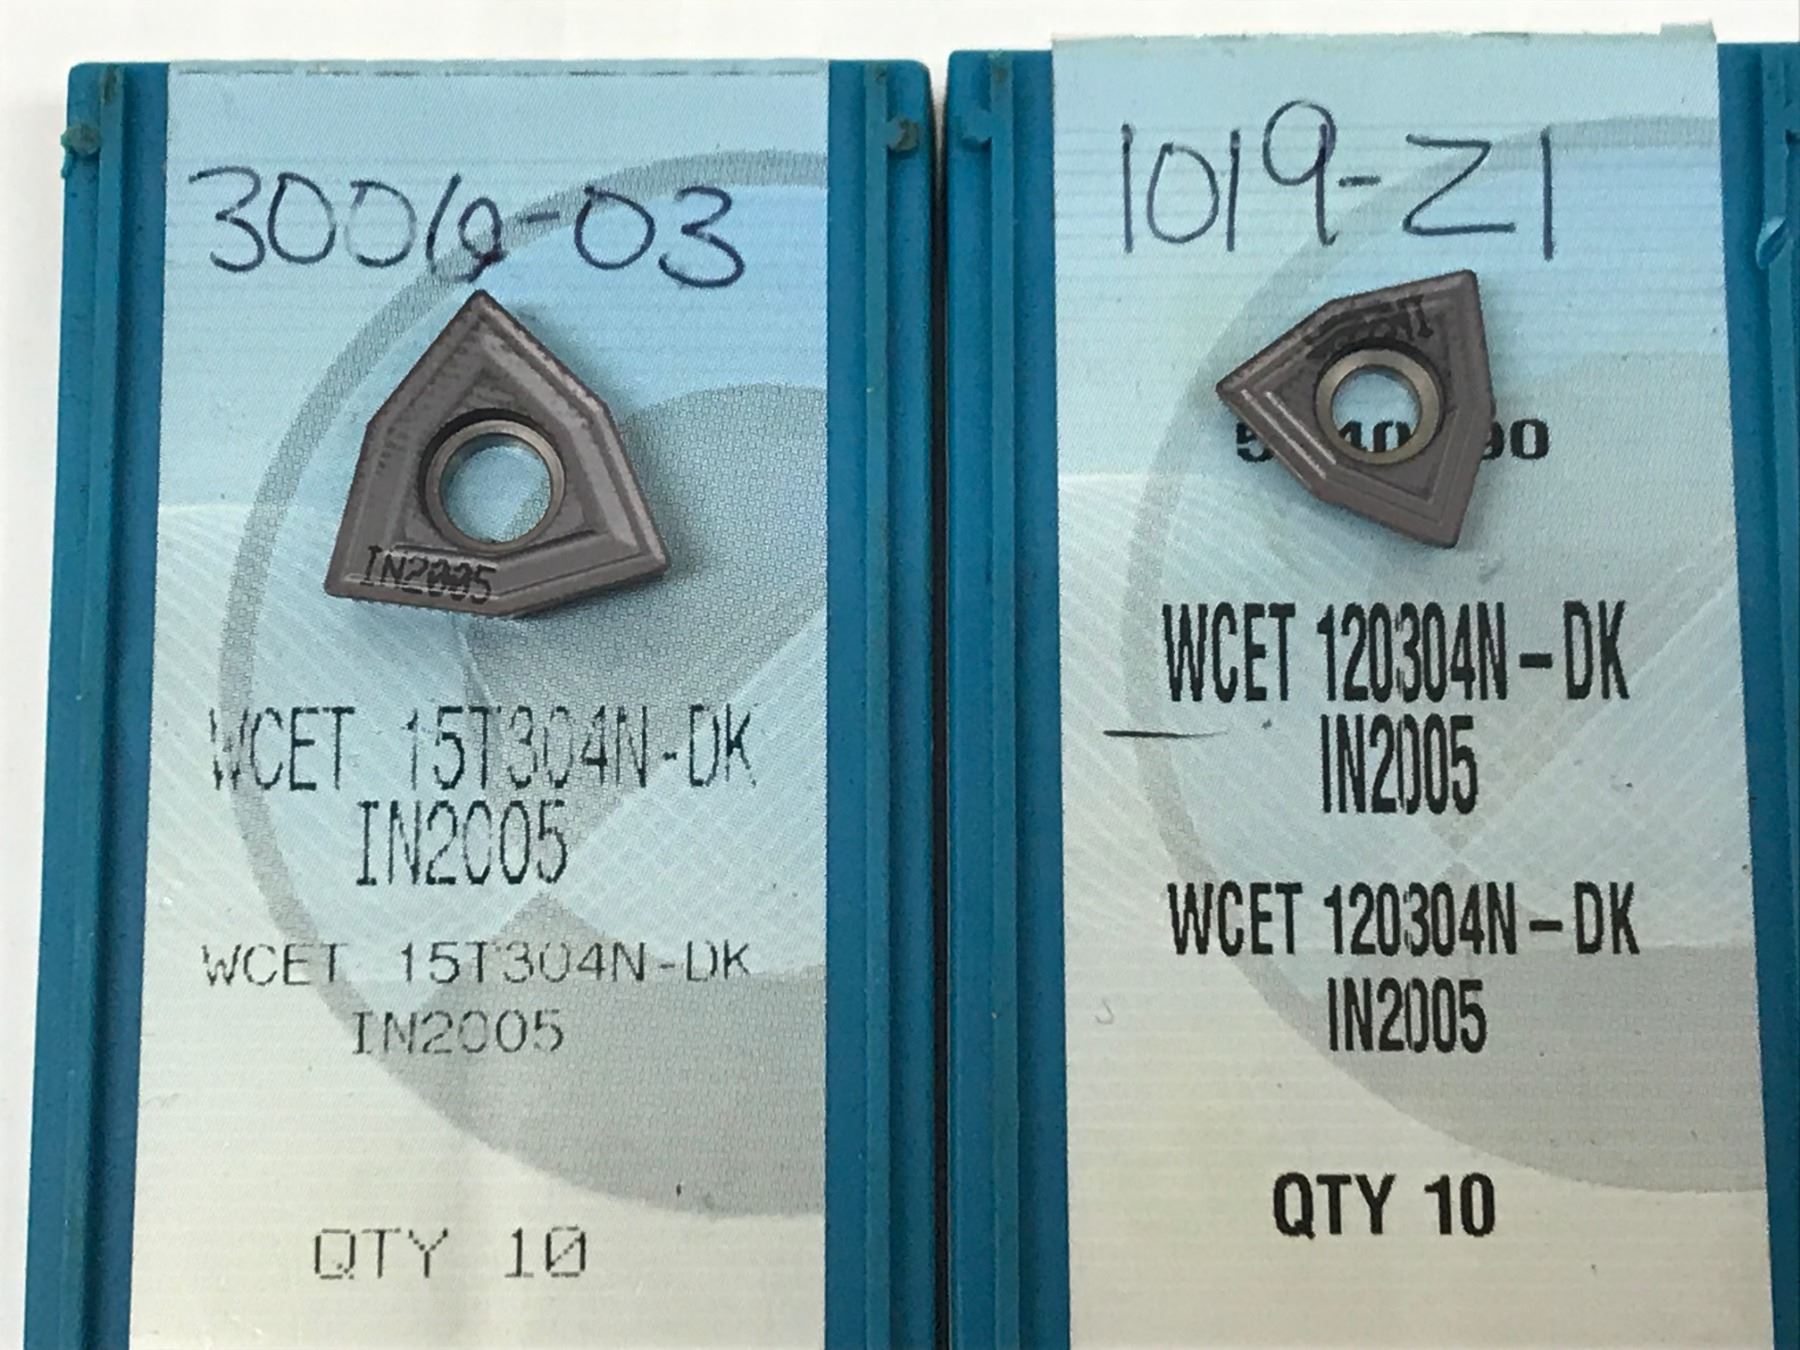 3006-03
IN2005
WCET 15T304N-DK
IN2005
WCET 15T304N-DK
IN2005
QTY 10
1019-21
WCET 120304N-DK
IN2005
WCET 120304N-DK
IN2005
QTY 10